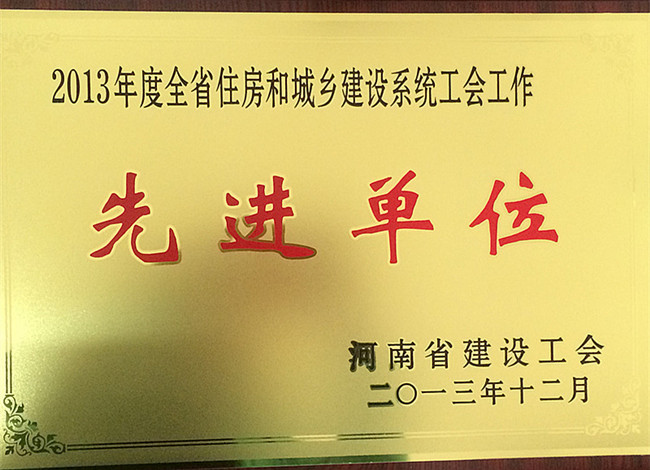 2013年度全省住房和城乡建设系统工会工作
先进单位
河南省建设工会
二〇一三年十二月